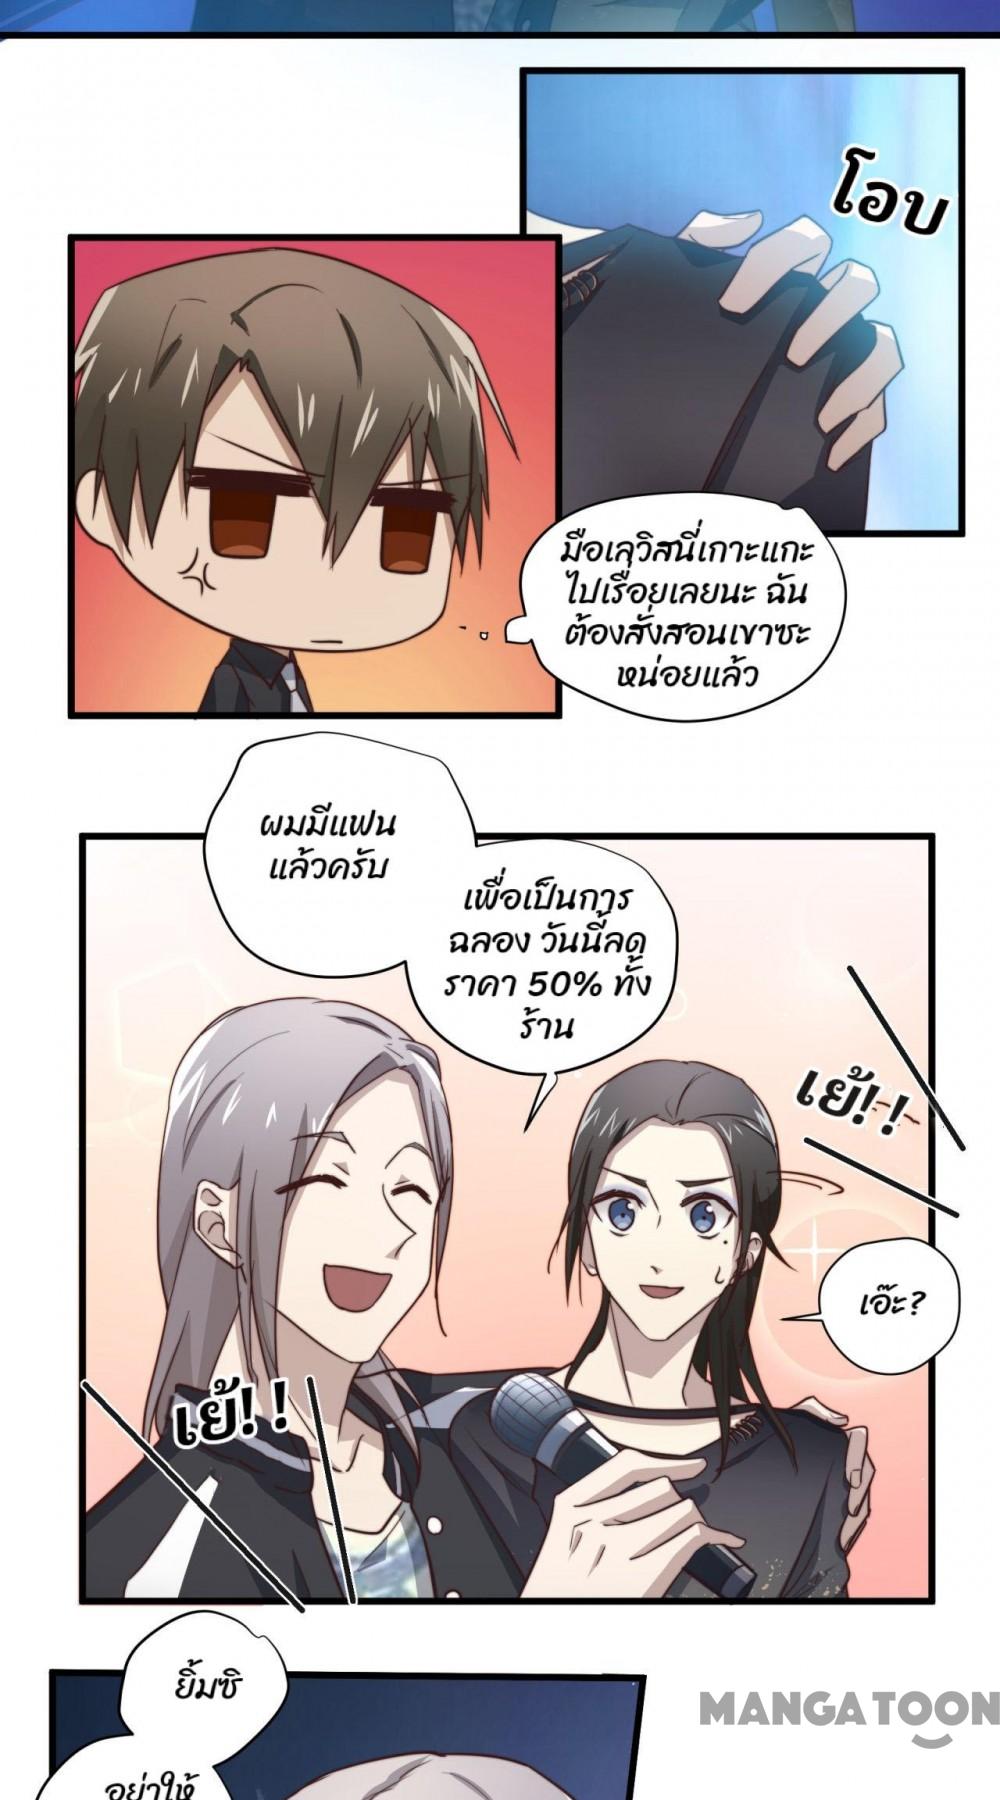 โอบ
มือเลวิสนี่เกาะแกะ
ไปเรื่อยเลยนะ ฉัน
ต้องสั่งสอนเขาซะ
หน่อยแล้ว
ผมมีแฟน
แล้วครับ
เพื่อเป็นการ
ฉลอง วันนี้ลด
ราคา 50% ทั้ง
ร้าน
เย้!!
เอ๊ะ?
เย้!!
ยิ้มซิ
อย่าให้
MANGATOON